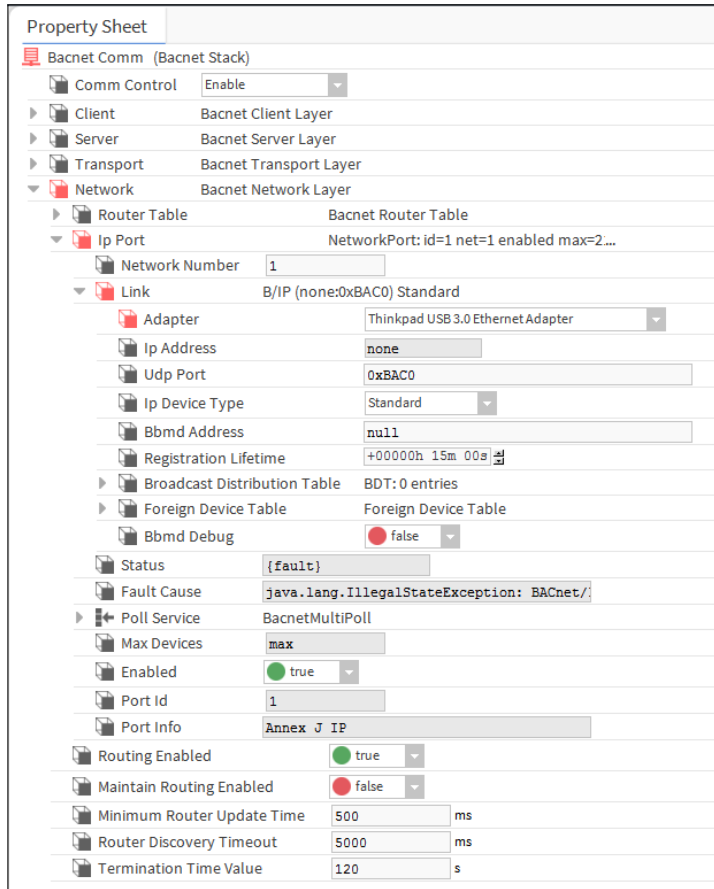 Property Sheet
Bacnet Comm (Bacnet Stack)
Comm Control Enable
Client Bacnet Client Layer
Server Bacnet Server Layer
Transport Bacnet Transport Layer
Network Bacnet Network Layer
Router Table Bacnet Router Table
Ip Port NetworkPort: id=1 net=1 enabled max=2...
Network Number 1
Link B/IP (none:0xBAC0) Standard
Adapter Thinkpad USB 3.0 Ethernet Adapter
Ip Address none
Udp Port 0xBAC0
Ip Device Type Standard
Bbmd Address null
Registration Lifetime +00000h 15m 00s
Broadcast Distribution Table BDT: 0 entries
Foreign Device Table Foreign Device Table
Bbmd Debug false
Status {fault}
Fault Cause java.lang.IllegalStateException: BACnet/
Poll Service BacnetMultiPoll
Max Devices max
Enabled true
Port Id 1
Port Info Annex J IP
Routing Enabled true
Maintain Routing Enabled false
Minimum Router Update Time 500 ms
Router Discovery Timeout 5000 ms
Termination Time Value 120 s